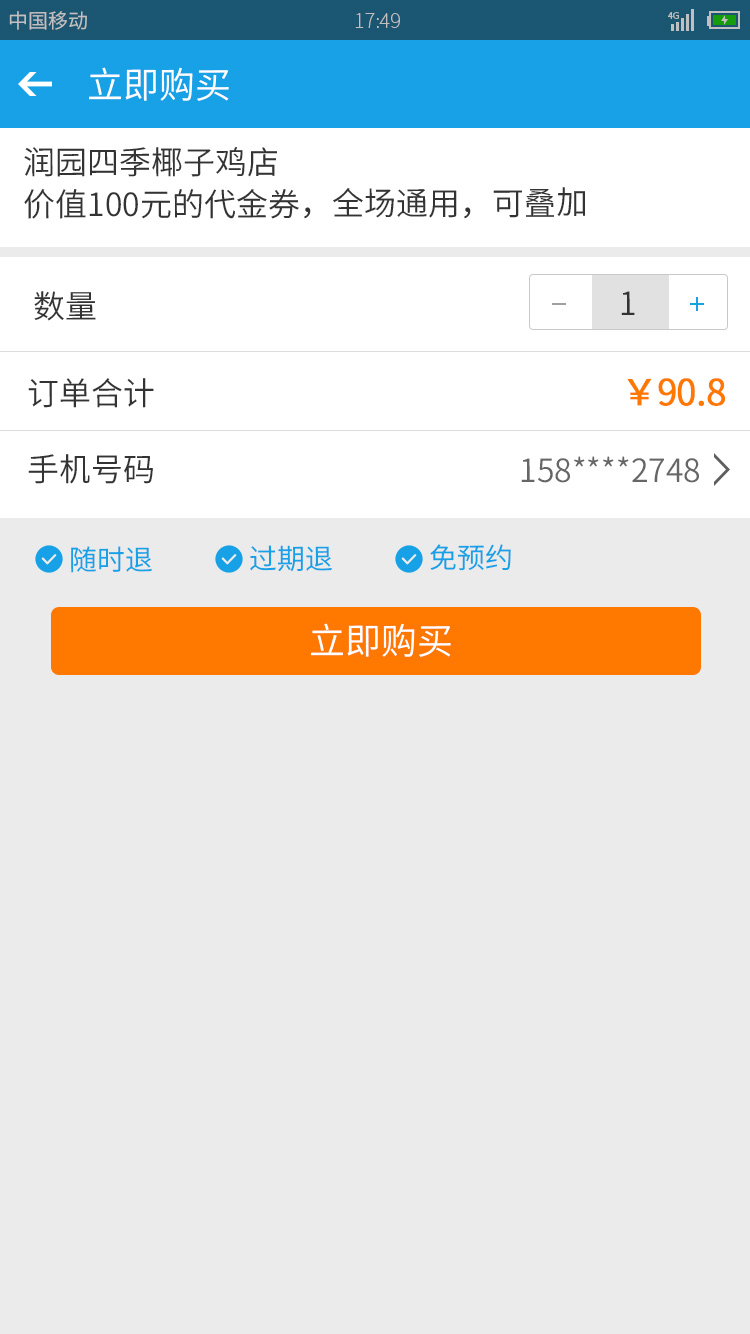 中国移动 17:49 4G
立即购买
润园四季椰子鸡店
价值100元的代金券，全场通用，可叠加
数量 − 1 +
订单合计 ￥90.8
手机号码 158****2748
随时退 过期退 免预约
立即购买